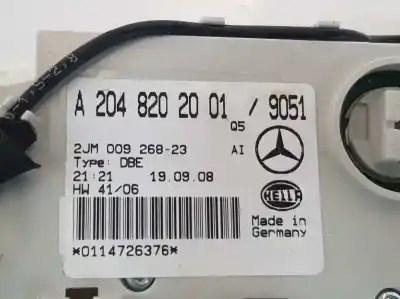 A 204 820 20 01 / 9051
Q5
2JM 009 268-23 AI
Type: DBE
21:21 19.09.08
HW 41/06
HELLA
Made in
Germany
*0114726376*